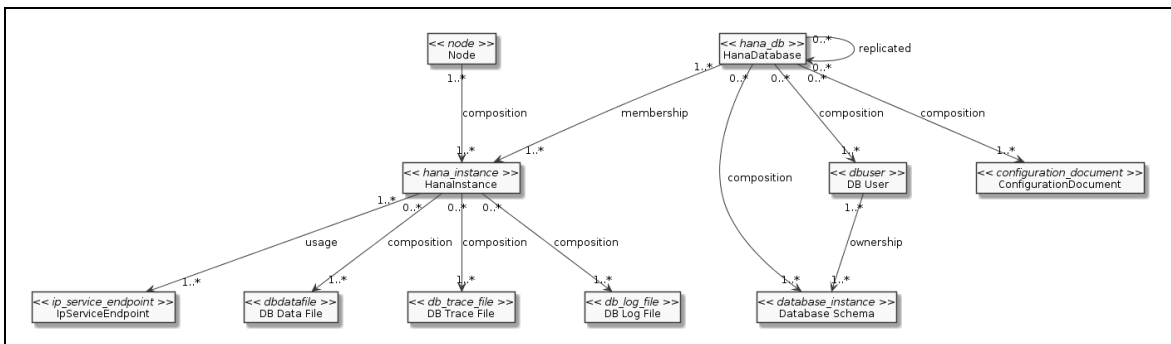 << node >>
Node
<< hana_db >>
HanaDatabase
0..*
replicated
0..*
1..*
1..*
0..*
0..*
0..*
composition
membership
composition
composition
1..*
1..*
1..*
1..*
<< hana_instance >>
HanaInstance
composition
<< dbuser >>
DB User
<< configuration_document >>
ConfigurationDocument
1..*
0..*
0..*
0..*
1..*
usage
composition
composition
composition
ownership
1..*
1..*
1..*
1..*
1..*
1..*
<< ip_service_endpoint >>
IpServiceEndpoint
<< dbdatafile >>
DB Data File
<< db_trace_file >>
DB Trace File
<< db_log_file >>
DB Log File
<< database_instance >>
Database Schema